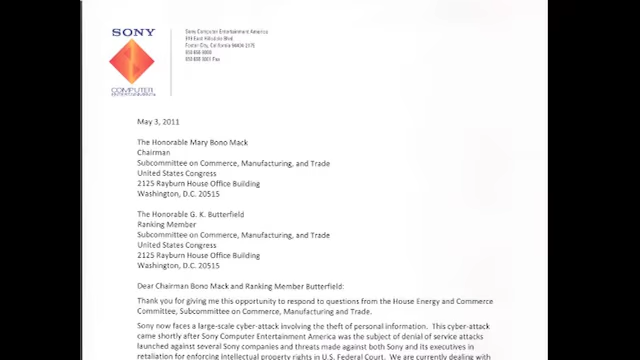 SONY
Sony Computer Entertainment America
Foster City, California
COMPUTER
ENTERTAINMENT
May 3, 2011
The Honorable Mary Bono Mack
Chairman
Subcommittee on Commerce, Manufacturing, and Trade
United States Congress
2125 Rayburn House Office Building
Washington, D.C. 20515
The Honorable G. K. Butterfield
Ranking Member
Subcommittee on Commerce, Manufacturing, and Trade
United States Congress
2125 Rayburn House Office Building
Washington, D.C. 20515
Dear Chairman Bono Mack and Ranking Member Butterfield:
Thank you for giving me this opportunity to respond to questions from the House Energy and Commerce
Committee, Subcommittee on Commerce, Manufacturing and Trade.
Sony now faces a large-scale cyber-attack involving the theft of personal information. This cyber-attack
came shortly after Sony Computer Entertainment America was the subject of denial of service attacks
launched against several Sony companies and threats made against both Sony and its executives in
retaliation for enforcing intellectual property rights in U.S. Federal Court. We are currently dealing with